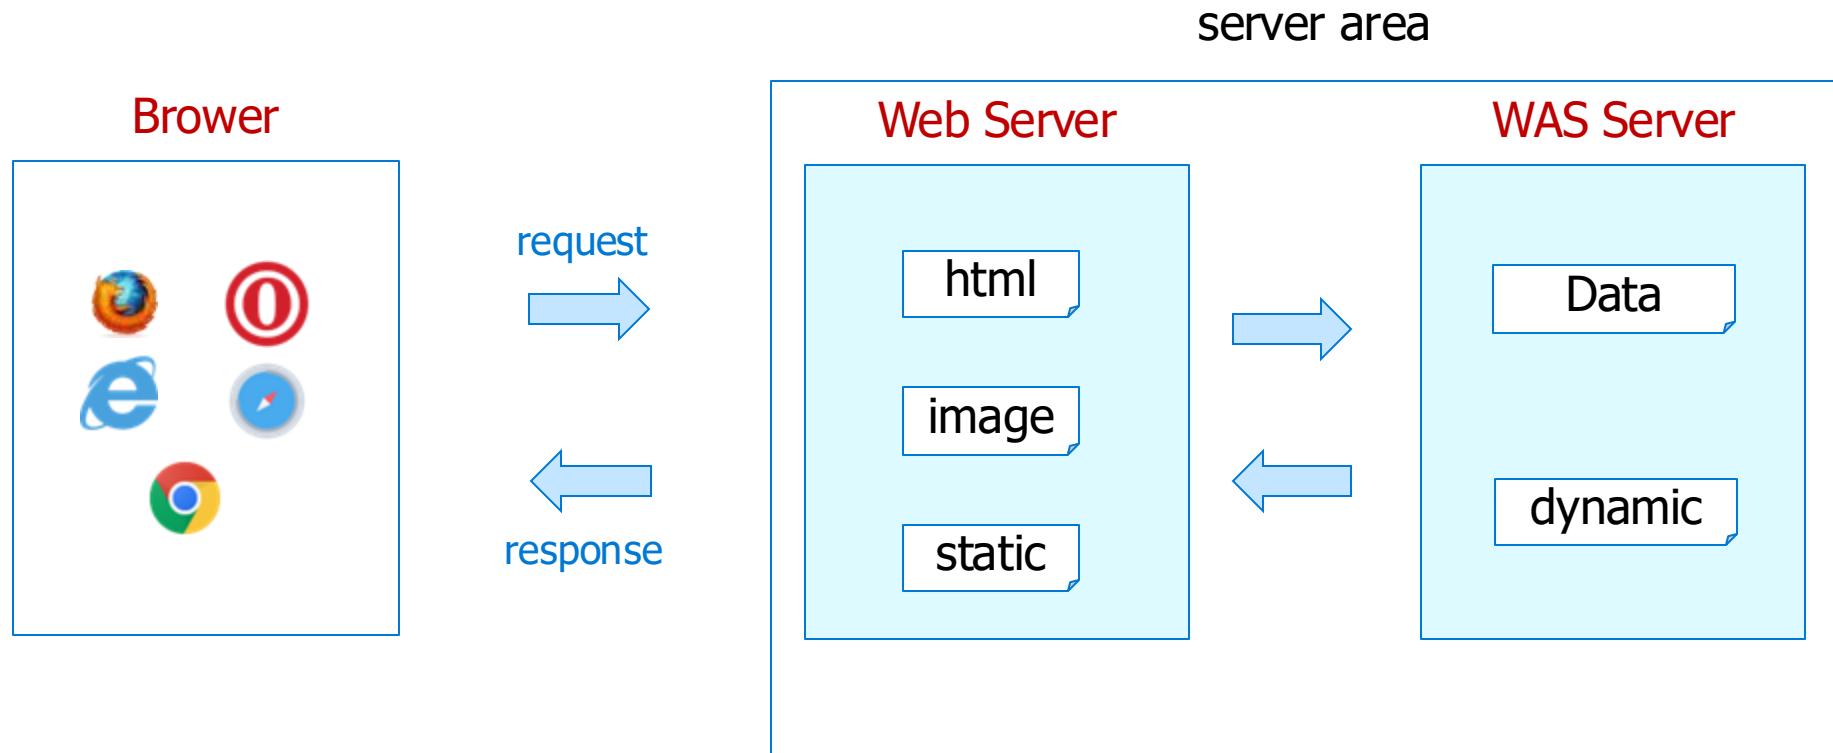 server area
Brower
Web Server
WAS Server
request
html
Data
image
dynamic
response
static